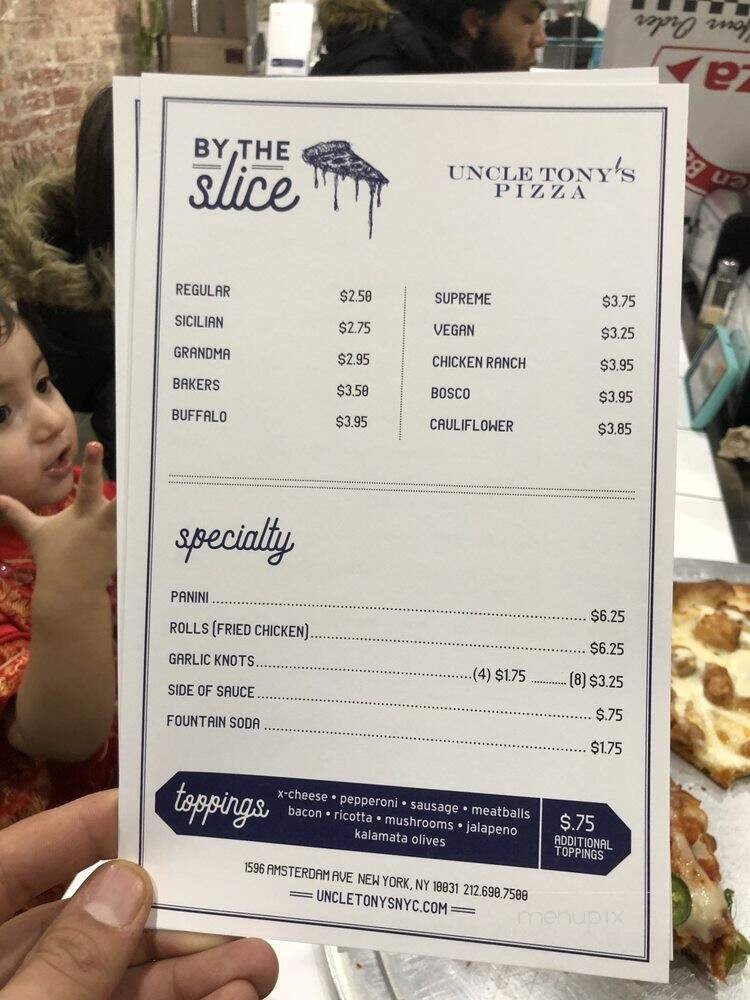 Your Order
BY THE
slice
UNCLE TONY'S
PIZZA
REGULAR $2.50
SICILIAN $2.75
GRANDMA $2.95
BAKERS $3.50
BUFFALO $3.95
SUPREME $3.75
VEGAN $3.25
CHICKEN RANCH $3.95
BOSCO $3.95
CAULIFLOWER $3.85
specialty
PANINI $6.25
ROLLS (FRIED CHICKEN) $6.25
GARLIC KNOTS (4) $1.75 (8) $3.25
SIDE OF SAUCE $.75
FOUNTAIN SODA $1.75
toppings
x-cheese • pepperoni • sausage • meatballs
bacon • ricotta • mushrooms • jalapeno
kalamata olives
$.75
ADDITIONAL
TOPPINGS
1596 AMSTERDAM AVE NEW YORK, NY 10031 212.690.7500
UNCLETONYSNYC.COM
menupix